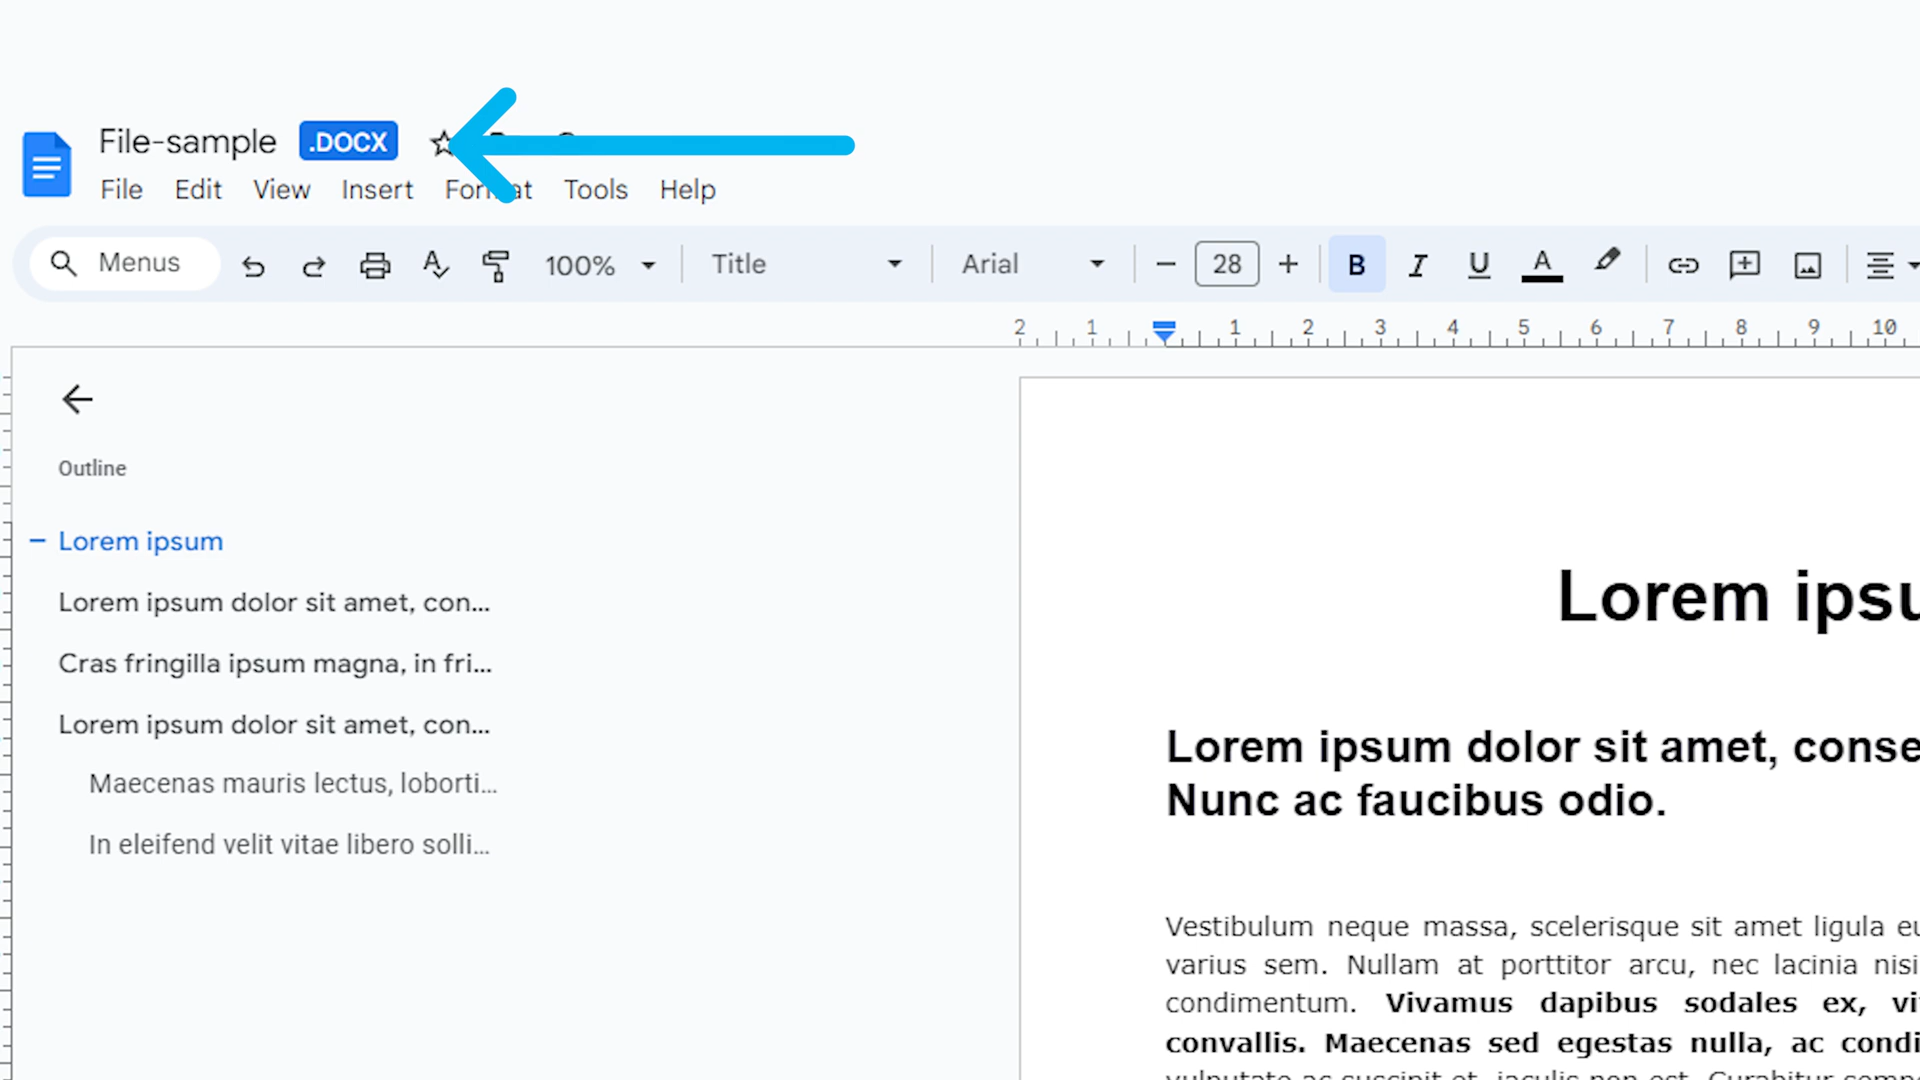 File-sample .DOCX
File Edit View Insert Tools Help
Menus 100% Title Arial 28 B I U A
2 1 1 2 3 4 5 6 7 8 9 10
Outline
Lorem ipsum
Lorem ipsum dolor sit amet, con...
Cras fringilla ipsum magna, in fri...
Lorem ipsum dolor sit amet, con...
Maecenas mauris lectus, loborti...
In eleifend velit vitae libero solli...
Lorem ipsu
Lorem ipsum dolor sit amet, conse
Nunc ac faucibus odio.
Vestibulum neque massa, scelerisque sit amet ligula eu
varius sem. Nullam at porttitor arcu, nec lacinia nisi
condimentum. Vivamus dapibus sodales ex, vi
convallis. Maecenas sed egestas nulla, ac condi